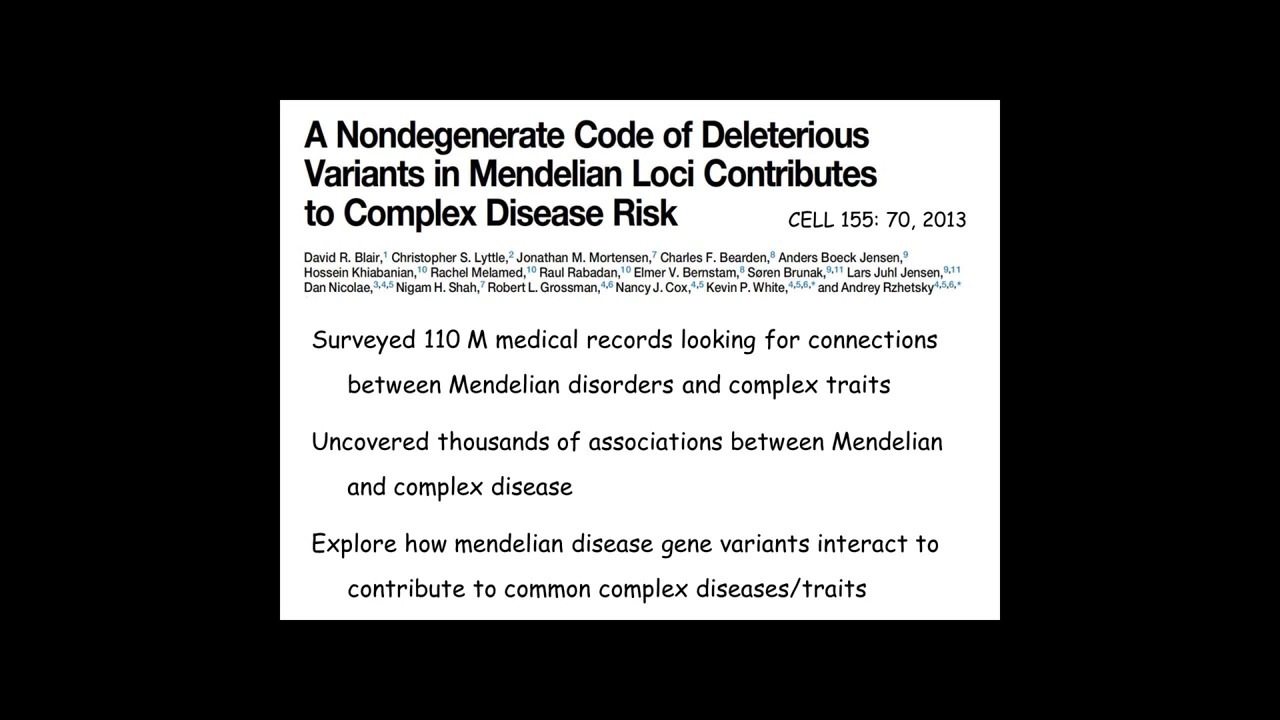 A Nondegenerate Code of Deleterious
Variants in Mendelian Loci Contributes
to Complex Disease Risk
CELL 155: 70, 2013
David R. Blair,1 Christopher S. Lyttle,2 Jonathan M. Mortensen,7 Charles F. Bearden,8 Anders Boeck Jensen,9
Hossein Khiabanian,10 Rachel Melamed,10 Raul Rabadan,10 Elmer V. Bernstam,8 Søren Brunak,9,11 Lars Juhl Jensen,9,11
Dan Nicolae,3,4,5 Nigam H. Shah,7 Robert L. Grossman,4,6 Nancy J. Cox,4,5 Kevin P. White,4,5,6,* and Andrey Rzhetsky4,5,6,*
Surveyed 110 M medical records looking for connections
between Mendelian disorders and complex traits
Uncovered thousands of associations between Mendelian
and complex disease
Explore how mendelian disease gene variants interact to
contribute to common complex diseases/traits